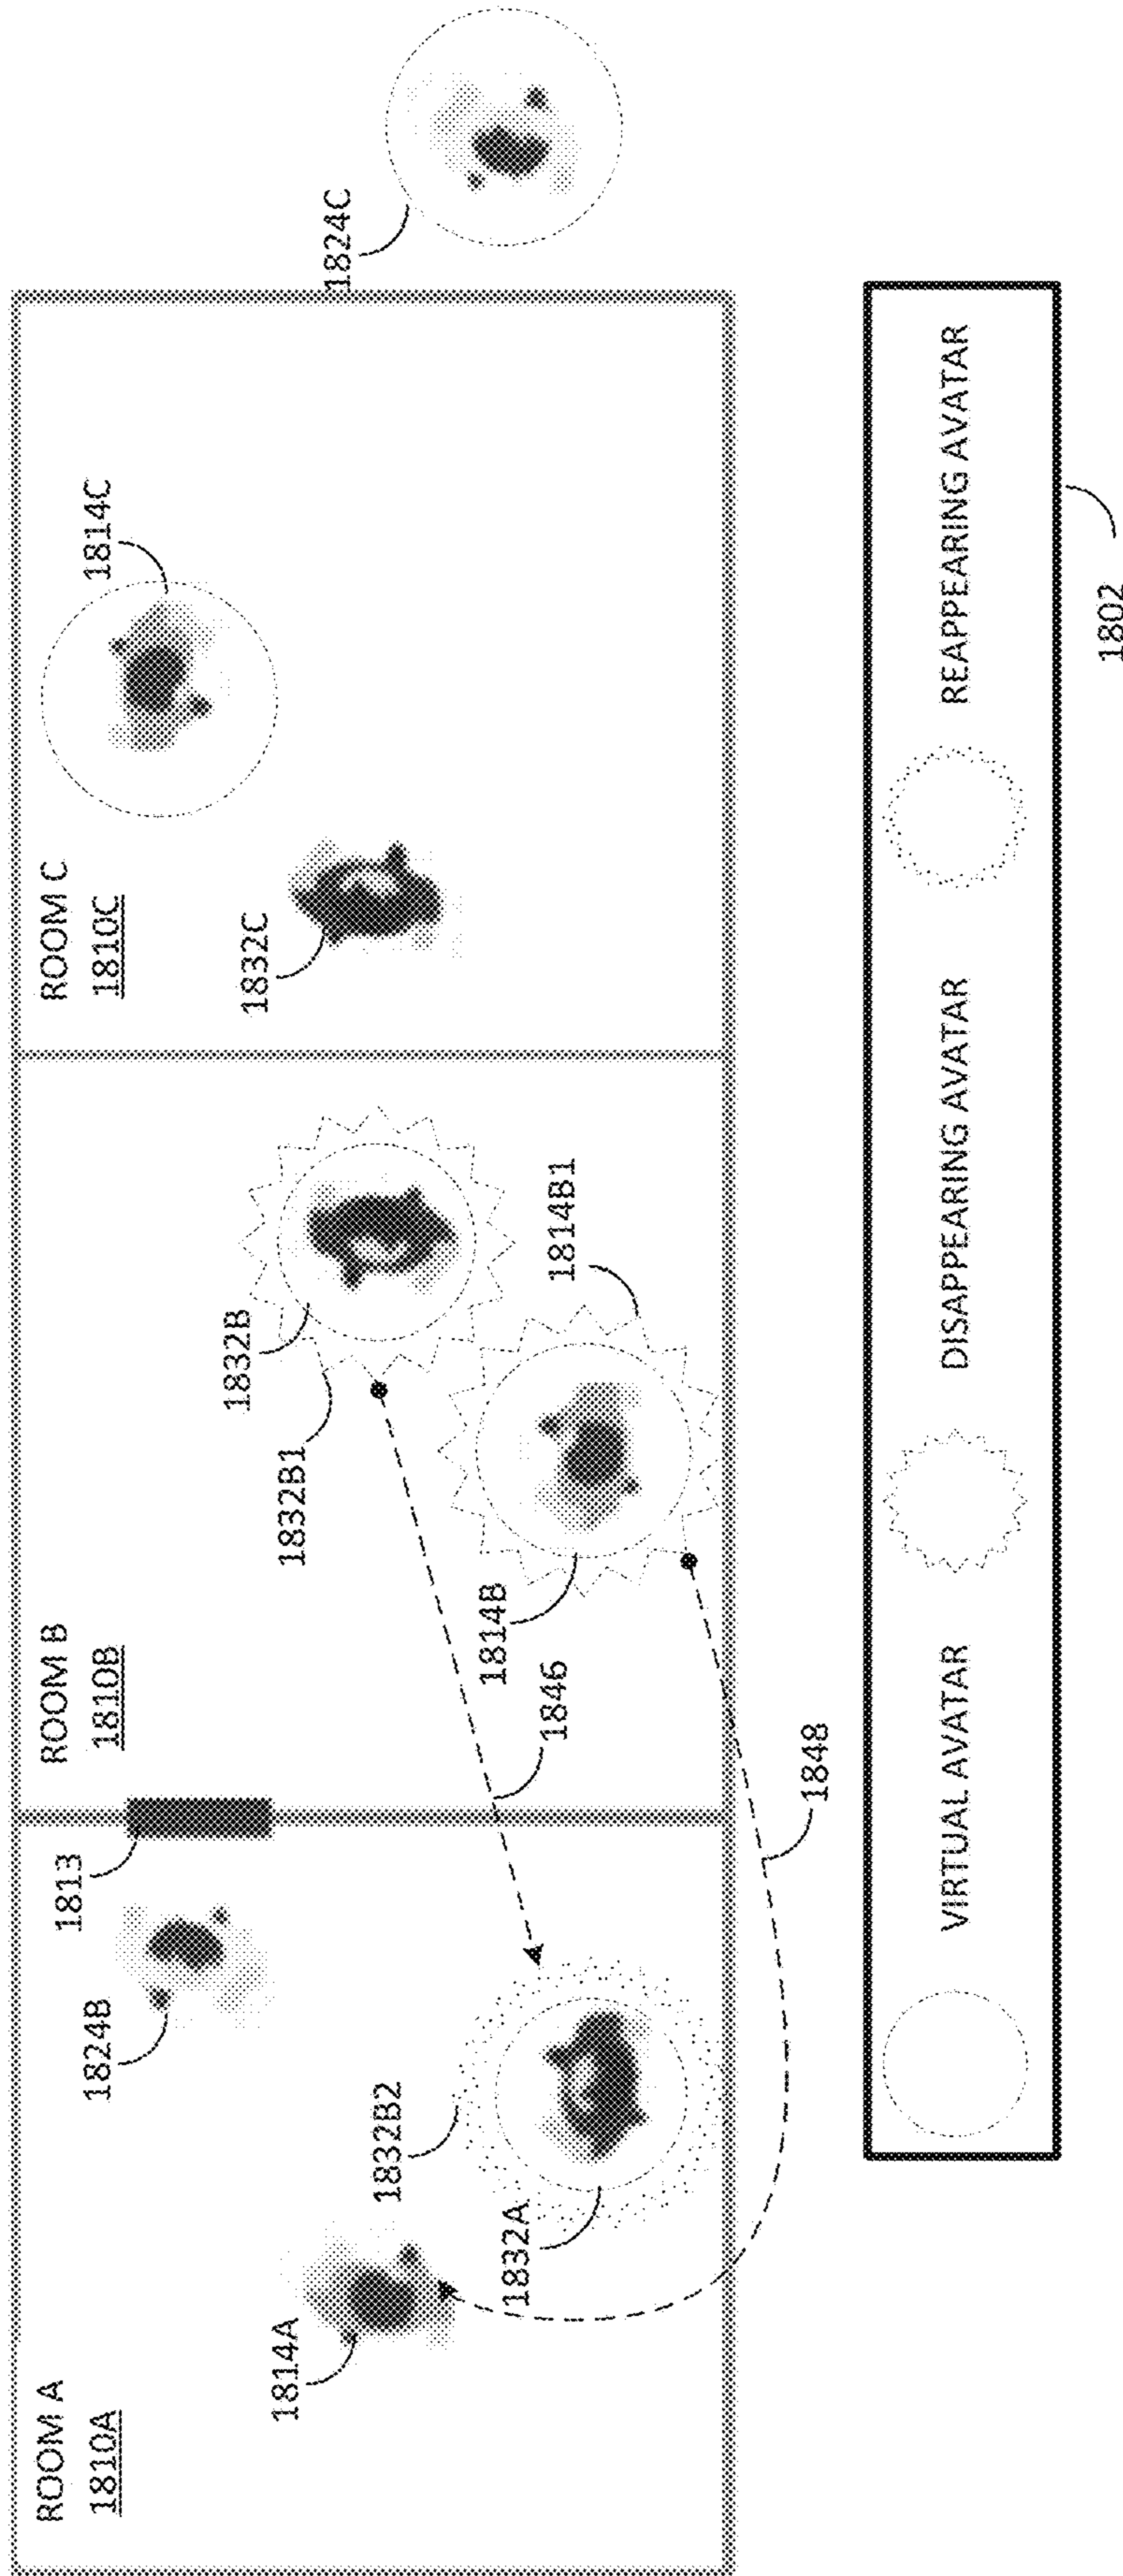 ROOM A
1810A
1814A
1824B
1813
1832B2
1832A
ROOM B
1810B
1832B
1832B1
1814B
1814B1
1846
1848
ROOM C
1810C
1832C
1814C
1824C
VIRTUAL AVATAR
DISAPPEARING AVATAR
REAPPEARING AVATAR
1802